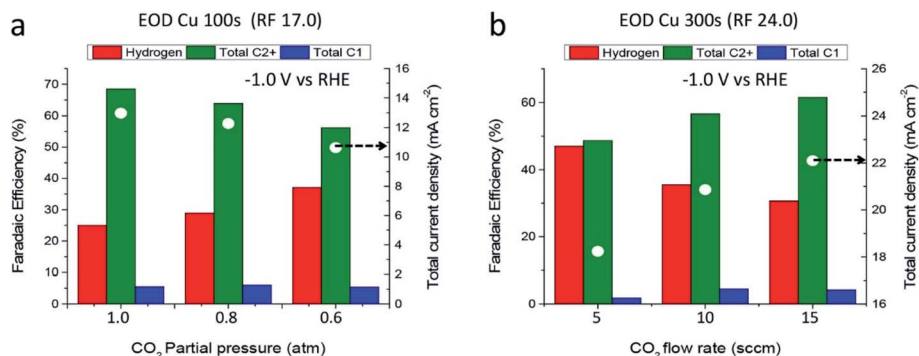 a
EOD Cu 100s (RF 17.0)
Hydrogen Total C2+ Total C1
-1.0 V vs RHE
Faradaic Efficiency (%)
70
60
50
40
30
20
10
0
1.0 0.8 0.6
CO2 Partial pressure (atm)
16
14
12
10
8
6
4
2
0
Total current density (mA cm⁻²)
b
EOD Cu 300s (RF 24.0)
Hydrogen Total C2+ Total C1
-1.0 V vs RHE
Faradaic Efficiency (%)
60
40
20
0
5 10 15
CO2 flow rate (sccm)
26
24
22
20
18
16
Total current density (mA cm⁻²)